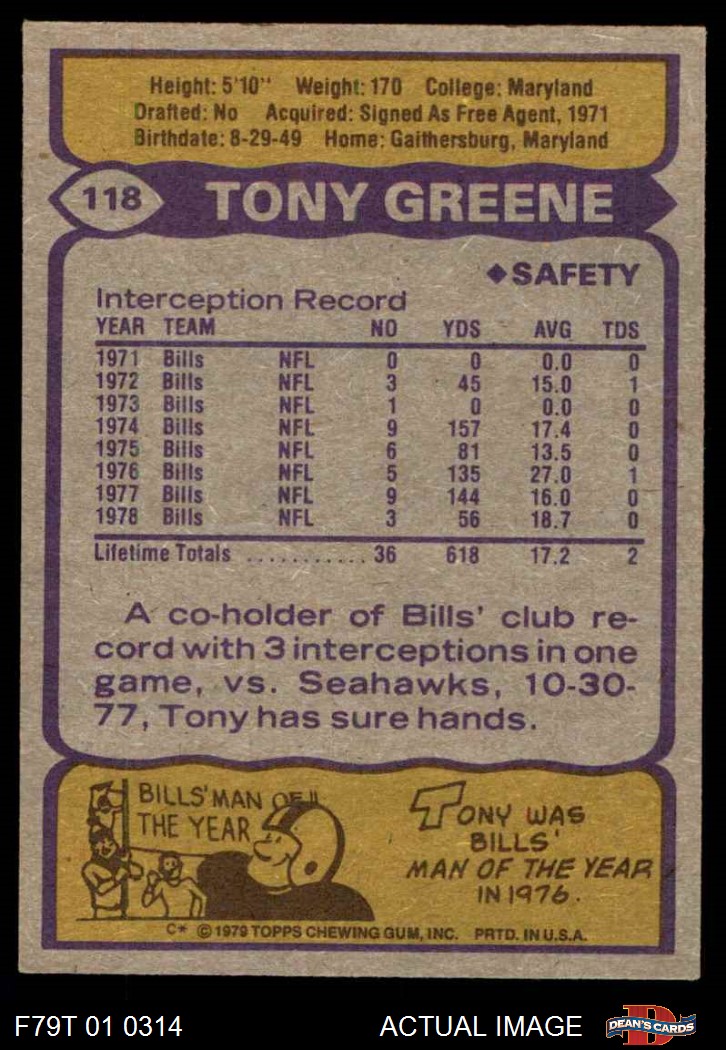 Height: 5'10" Weight: 170 College: Maryland
Drafted: No Acquired: Signed As Free Agent, 1971
Birthdate: 8-29-49 Home: Gaithersburg, Maryland
118 TONY GREENE
◆SAFETY
Interception Record
YEAR TEAM NO YDS AVG TDS
1971 Bills NFL 0 0 0.0 0
1972 Bills NFL 3 45 15.0 1
1973 Bills NFL 1 0 0.0 0
1974 Bills NFL 9 157 17.4 0
1975 Bills NFL 6 81 13.5 0
1976 Bills NFL 5 135 27.0 1
1977 Bills NFL 9 144 16.0 0
1978 Bills NFL 3 56 18.7 0
Lifetime Totals ........... 36 618 17.2 2
A co-holder of Bills' club re-
cord with 3 interceptions in one
game, vs. Seahawks, 10-30-
77, Tony has sure hands.
BILLS' MAN OF
THE YEAR
TONY WAS
BILLS'
MAN OF THE YEAR
IN 1976.
C* © 1979 TOPPS CHEWING GUM, INC. PRTD. IN U.S.A.
F79T 01 0314 ACTUAL IMAGE D DEAN'S CARDS